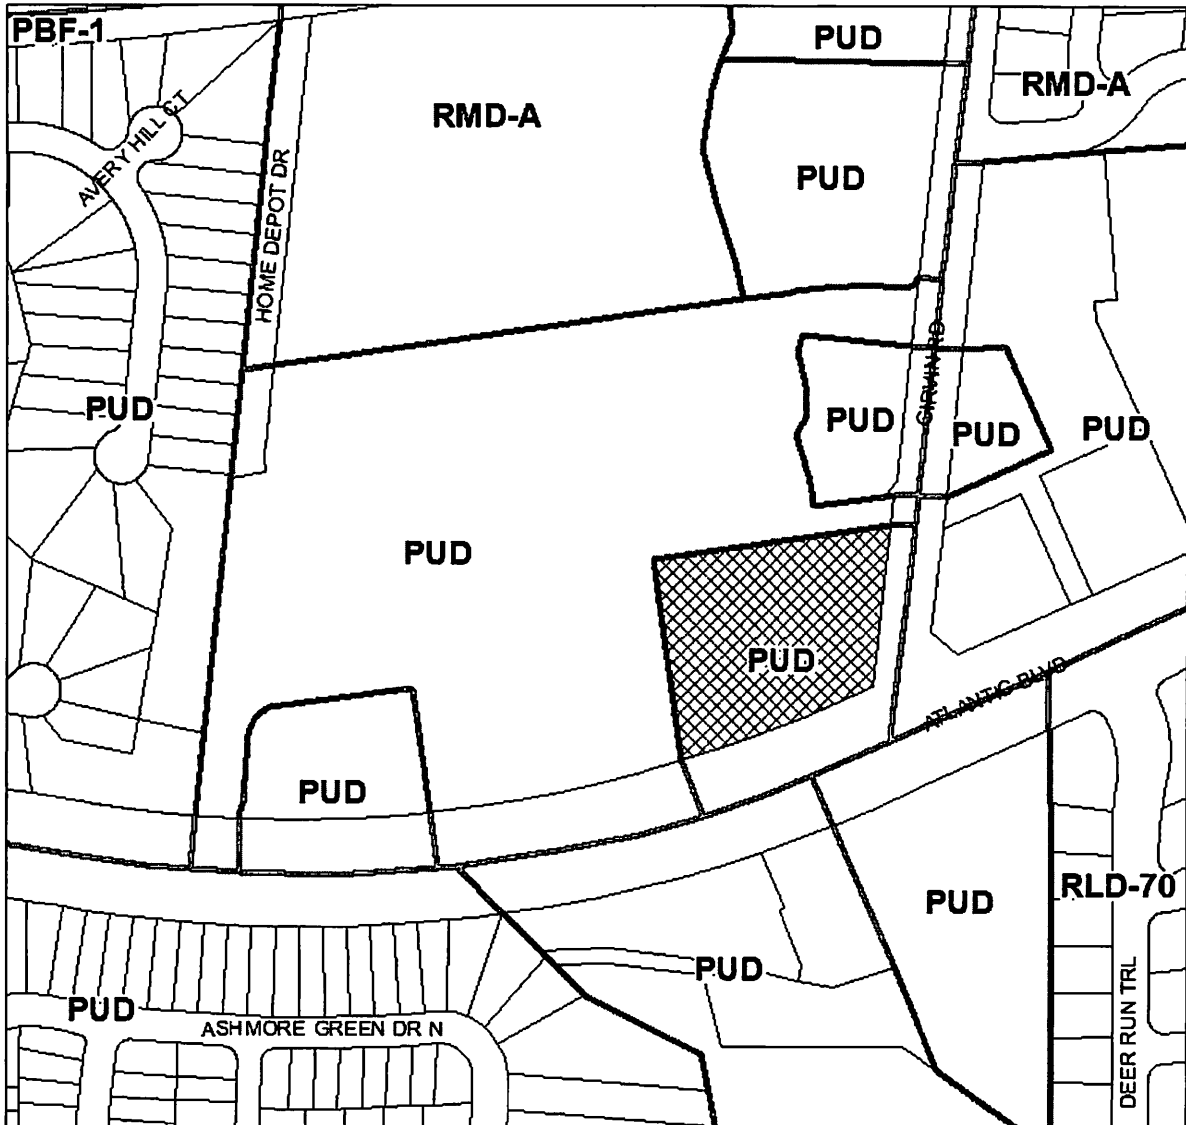 PBF-1
PUD
RMD-A
RMD-A
AVERY HILL CT
HOME DEPOT DR
PUD
PUD
PUD
GIRVIN RD
PUD
PUD
PUD
PUD
PUD
ATLANTIC BLVD
PUD
PUD
RLD-70
PUD
PUD
ASHMORE GREEN DR N
DEER RUN TRL